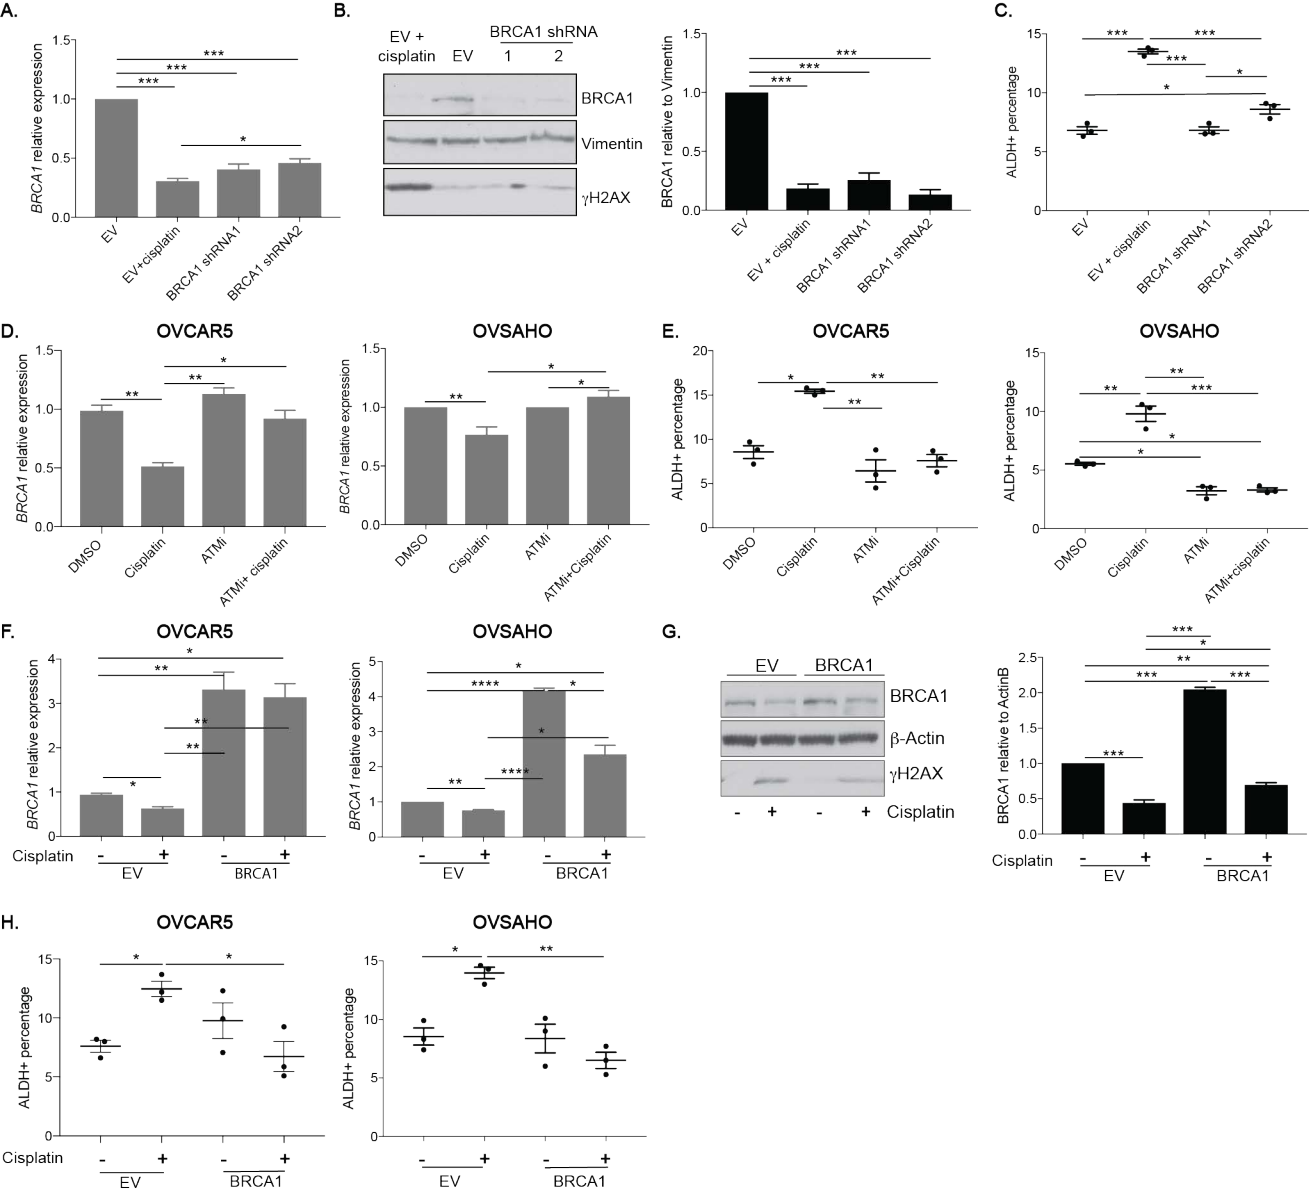 A.
BRCA1 relative expression
1.5
1.0
0.5
0.0
***
***
***
*
EV
EV+cisplatin
BRCA1 shRNA1
BRCA1 shRNA2
B.
EV +
cisplatin
EV
BRCA1 shRNA
1 2
BRCA1
Vimentin
γH2AX
BRCA1 relative to Vimentin
1.5
1.0
0.5
0.0
***
***
***
EV
EV + cisplatin
BRCA1 shRNA1
BRCA1 shRNA2
C.
ALDH+ percentage
15
10
5
0
*** ***
***
*
*
EV
EV + cisplatin
BRCA1 shRNA1
BRCA1 shRNA2
D.
OVCAR5
BRCA1 relative expression
1.5
1.0
0.5
0.0
*
**
**
DMSO
Cisplatin
ATMi
ATMi+ cisplatin
OVSAHO
BRCA1 relative expression
1.5
1.0
0.5
0.0
*
*
**
DMSO
Cisplatin
ATMi
ATMi+Cisplatin
E.
OVCAR5
ALDH+ percentage
20
15
10
5
0
* **
**
DMSO
Cisplatin
ATMi
ATMi+Cisplatin
OVSAHO
ALDH+ percentage
15
10
5
0
**
** ***
*
*
DMSO
Cisplatin
ATMi
ATMi+cisplatin
F.
OVCAR5
BRCA1 relative expression
4
3
2
1
0
*
**
**
**
*
Cisplatin - + - +
EV BRCA1
OVSAHO
BRCA1 relative expression
5
4
3
2
1
0
*
**** *
*
****
**
- + - +
EV BRCA1
G.
EV BRCA1
BRCA1
β-Actin
γH2AX
- + - + Cisplatin
BRCA1 relative to ActinB
2.5
2.0
1.5
1.0
0.5
0.0
***
*
**
*** ***
***
Cisplatin - + - +
EV BRCA1
H.
OVCAR5
ALDH+ percentage
15
10
5
0
* *
Cisplatin - + - +
EV BRCA1
OVSAHO
ALDH+ percentage
15
10
5
0
* **
- + - +
EV BRCA1